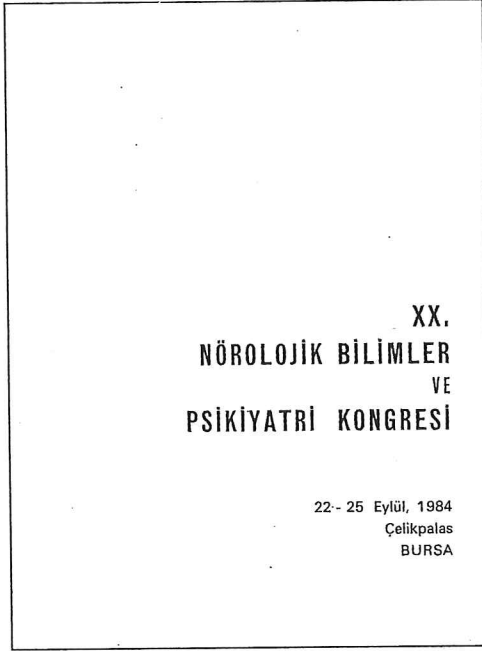 XX.
NÖROLOJİK BİLİMLER
VE
PSİKİYATRİ KONGRESİ
22 - 25 Eylül, 1984
Çelikpalas
BURSA